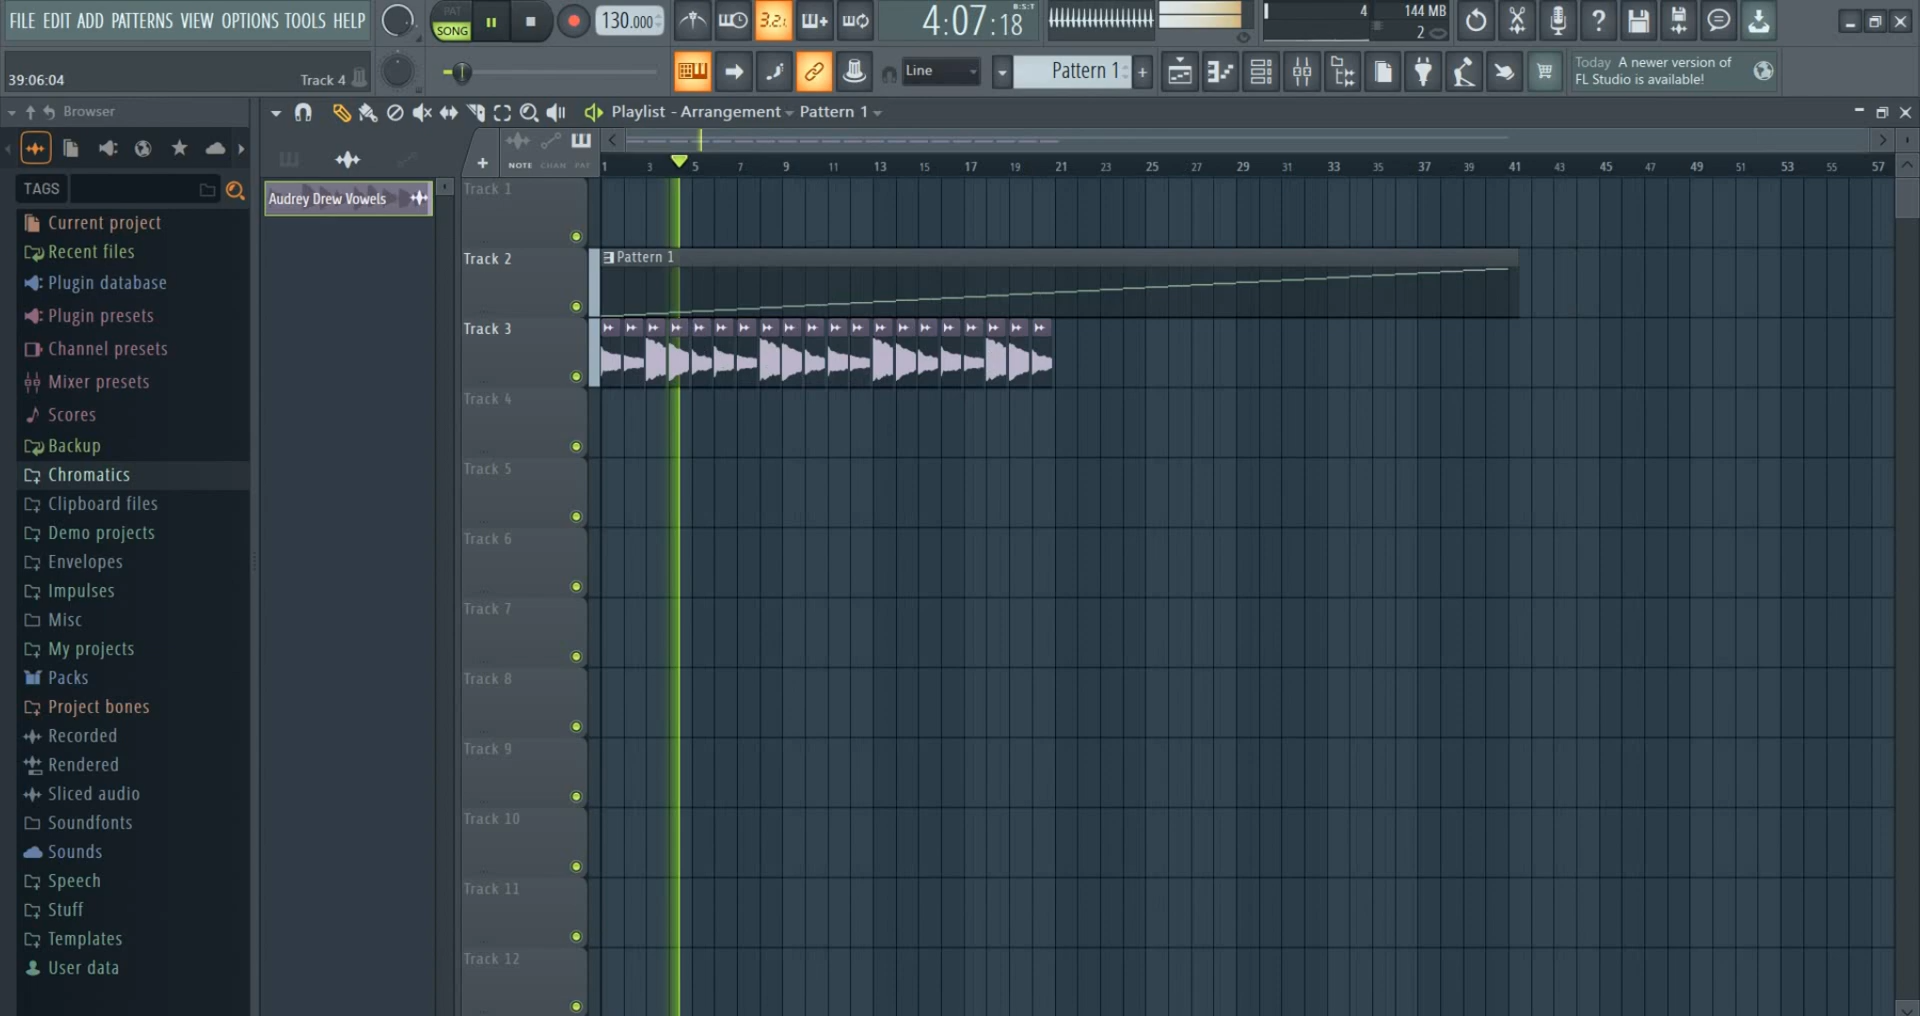 FILE EDIT ADD PATTERNS VIEW OPTIONS TOOLS HELP
PAT
SONG
130.000
3.2.
4:07:18
B:S:T
4
144 MB
2
39:06:04
Track 4
Line
Pattern 1
+
Today A newer version of
FL Studio is available!
Browser
Playlist - Arrangement
Pattern 1
NOTE CHAN PAT
TAGS
+
1 3 5 7 9 11 13 15 17 19 21 23 25 27 29 31 33 35 37 39 41 43 45 47 49 51 53 55 57
Audrey Drew Vowels
Current project
Recent files
Plugin database
Plugin presets
Channel presets
Mixer presets
Scores
Backup
Chromatics
Clipboard files
Demo projects
Envelopes
Impulses
Misc
My projects
Packs
Project bones
Recorded
Rendered
Sliced audio
Soundfonts
Sounds
Speech
Stuff
Templates
User data
Track 1
Track 2
Pattern 1
Track 3
Track 4
Track 5
Track 6
Track 7
Track 8
Track 9
Track 10
Track 11
Track 12